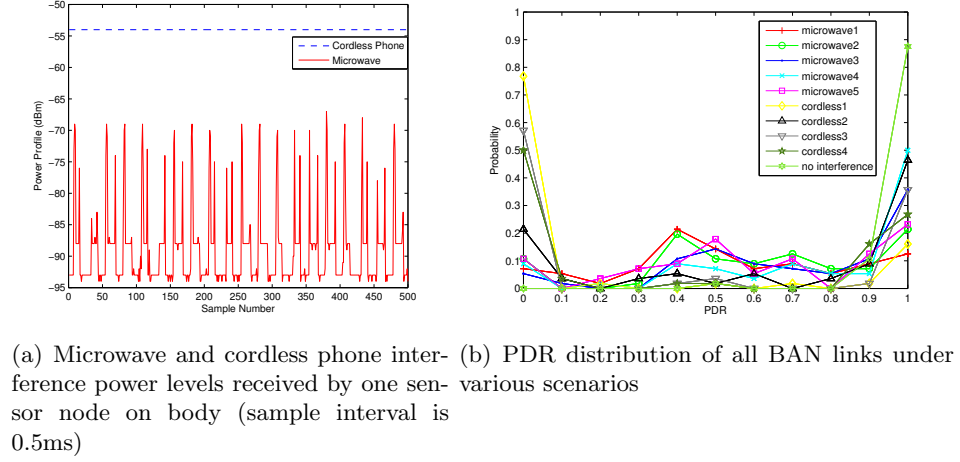 −50
−55
−60
−65
−70
−75
−80
−85
−90
−95
Power Profile (dBm)
0 50 100 150 200 250 300 350 400 450 500
Sample Number
Cordless Phone
Microwave
1
0.9
0.8
0.7
0.6
0.5
0.4
0.3
0.2
0.1
0
Probability
0 0.1 0.2 0.3 0.4 0.5 0.6 0.7 0.8 0.9 1
PDR
microwave1
microwave2
microwave3
microwave4
microwave5
cordless1
cordless2
cordless3
cordless4
no interference
(a) Microwave and cordless phone inter-
ference power levels received by one sen-
sor node on body (sample interval is
0.5ms)
(b) PDR distribution of all BAN links under
various scenarios